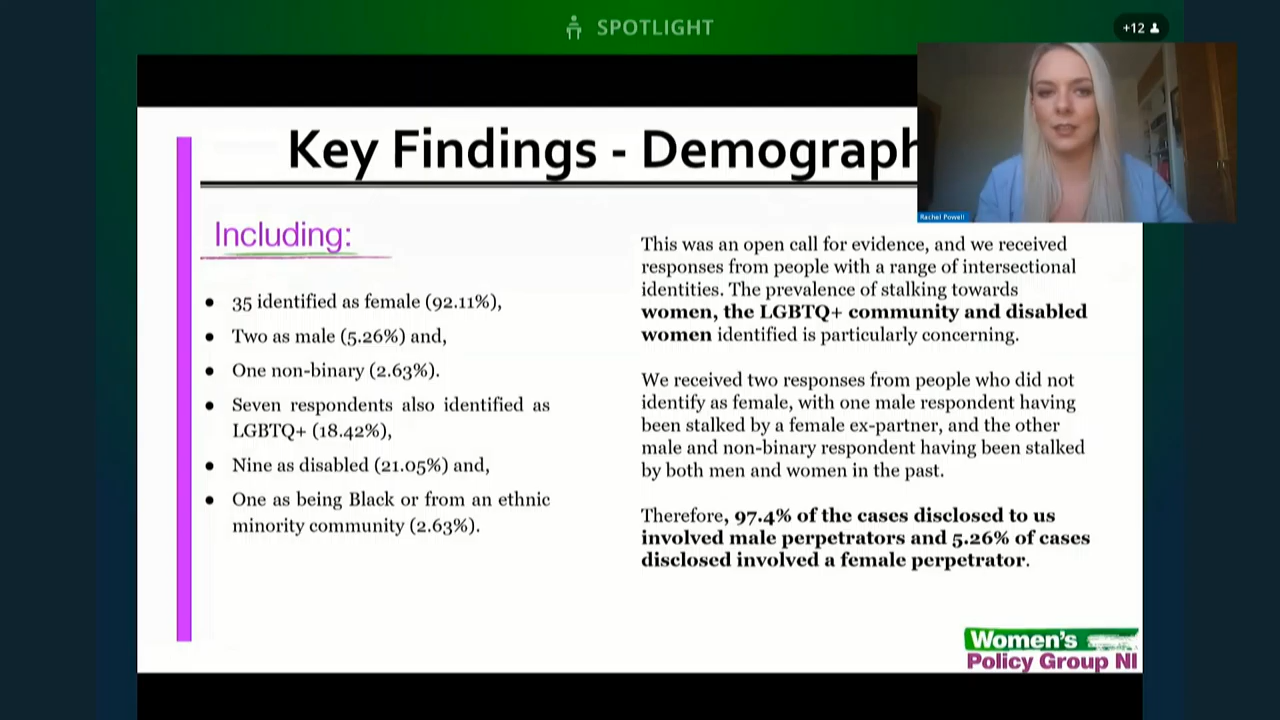 SPOTLIGHT
+12
Key Findings - Demograph
Rachel Powell
Including:
35 identified as female (92.11%),
Two as male (5.26%) and,
One non-binary (2.63%).
Seven respondents also identified as
LGBTQ+ (18.42%),
Nine as disabled (21.05%) and,
One as being Black or from an ethnic
minority community (2.63%).
This was an open call for evidence, and we received
responses from people with a range of intersectional
identities. The prevalence of stalking towards
women, the LGBTQ+ community and disabled
women identified is particularly concerning.
We received two responses from people who did not
identify as female, with one male respondent having
been stalked by a female ex-partner, and the other
male and non-binary respondent having been stalked
by both men and women in the past.
Therefore, 97.4% of the cases disclosed to us
involved male perpetrators and 5.26% of cases
disclosed involved a female perpetrator.
Women's
Policy Group NI